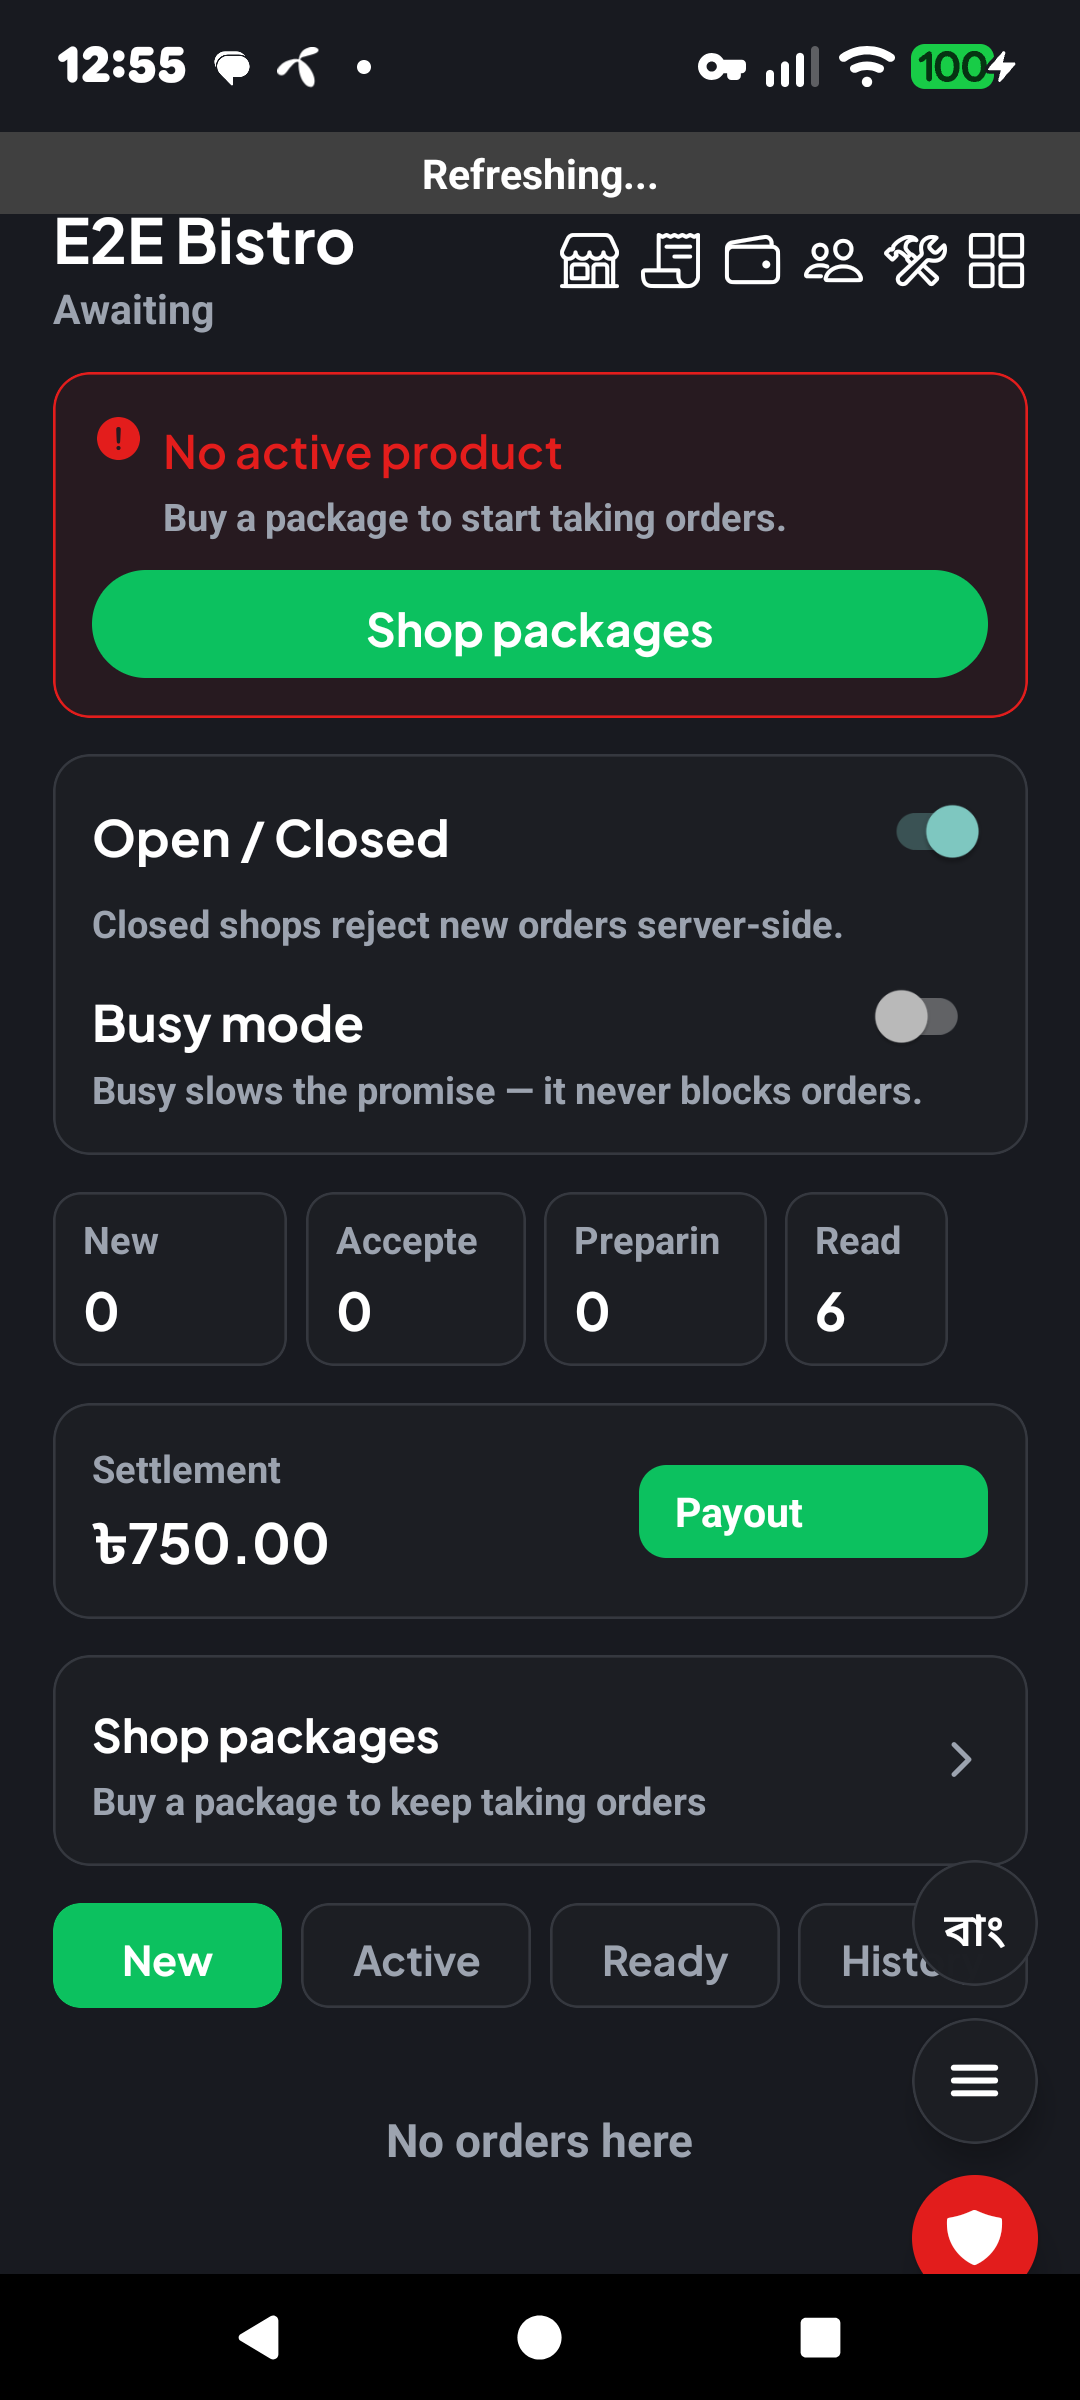 12:55
100
Refreshing...
E2E Bistro
Awaiting
No active product
Buy a package to start taking orders.
Shop packages
Open / Closed
Closed shops reject new orders server-side.
Busy mode
Busy slows the promise — it never blocks orders.
New
Accepte
Preparin
Read
0
0
0
6
Settlement
৳750.00
Payout
Shop packages
Buy a package to keep taking orders
বাং
New
Active
Ready
Histo
No orders here